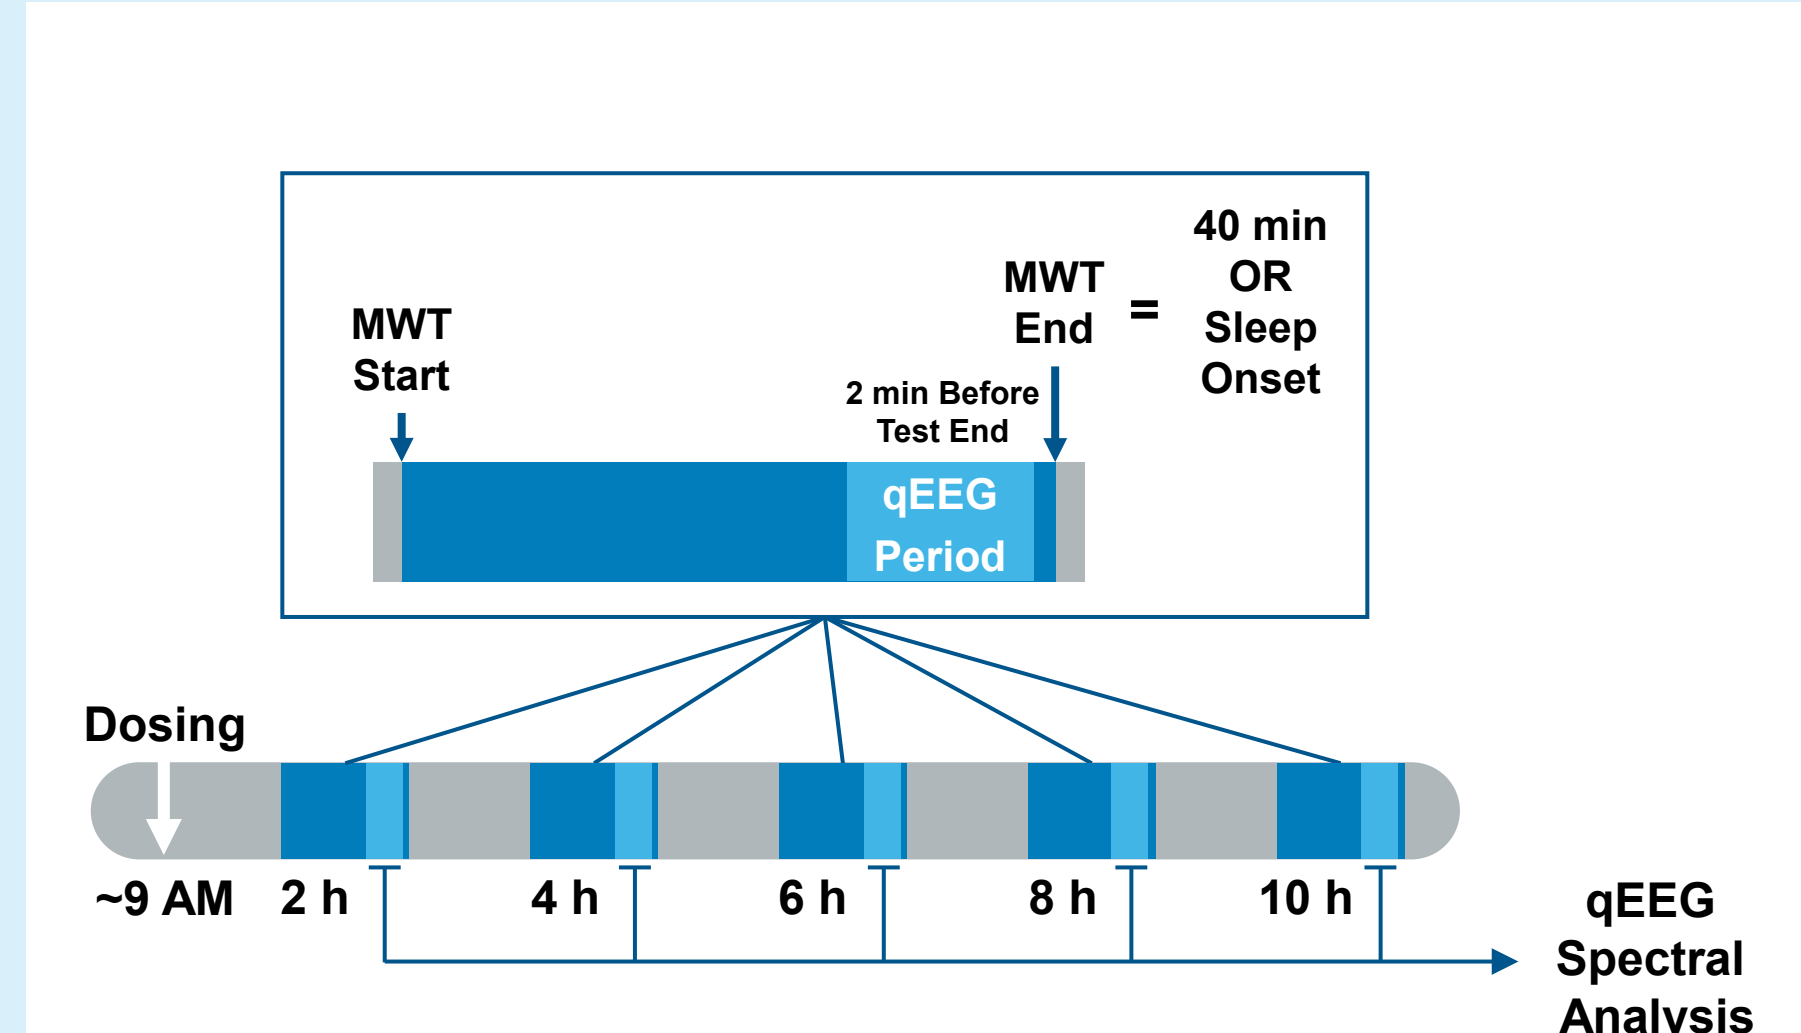 40 min
OR
Sleep
Onset
MWT
End
=
MWT
Start
2 min Before
Test End
qEEG
Period
Dosing
~9 AM
2 h
4 h
6 h
8 h
10 h
qEEG
Spectral
Analysis